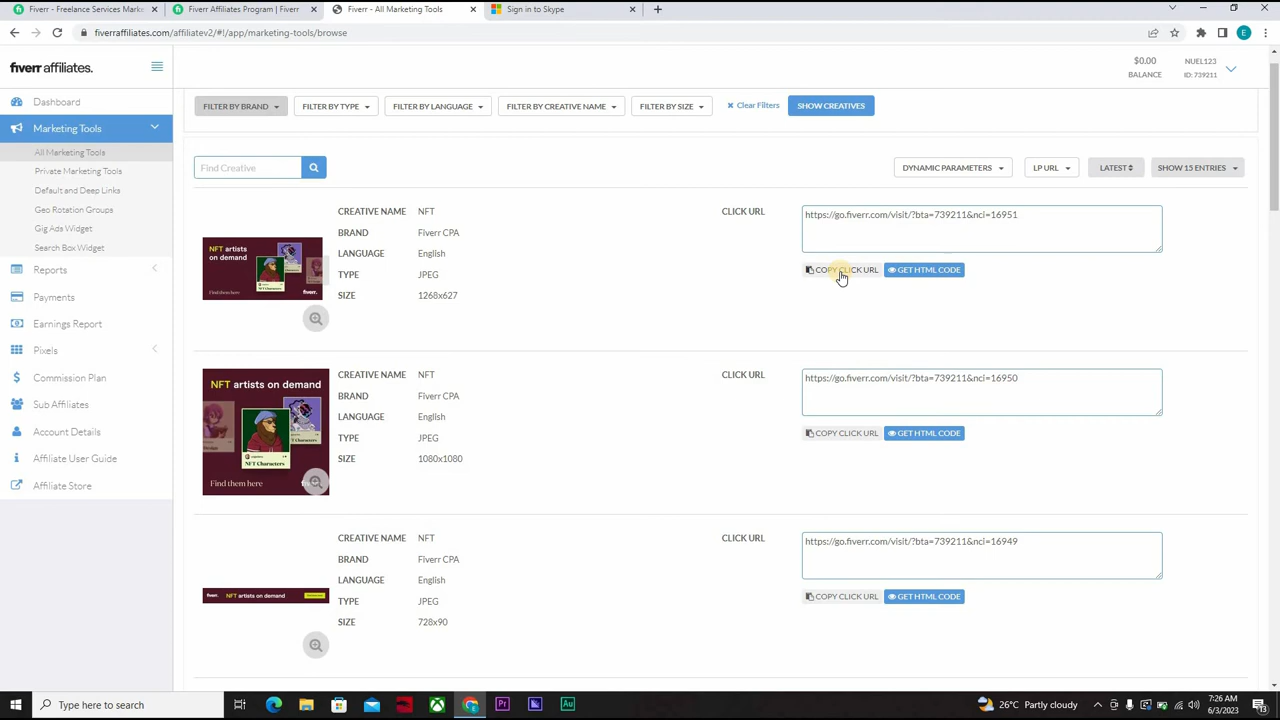 Fiverr - Freelance Services Mark
Fiverr Affiliates Program | Fiverr
Fiverr - All Marketing Tools
Sign in to Skype
fiverraffiliates.com/affiliatev2/#!/app/marketing-tools/browse
E
fiverr affiliates.
$0.00
BALANCE
NUEL123
ID: 739211
Dashboard
Marketing Tools
All Marketing Tools
Private Marketing Tools
Default and Deep Links
Geo Rotation Groups
Gig Ads Widget
Search Box Widget
Reports
Payments
Earnings Report
Pixels
Commission Plan
Sub Affiliates
Account Details
Affiliate User Guide
Affiliate Store
FILTER BY BRAND
FILTER BY TYPE
FILTER BY LANGUAGE
FILTER BY CREATIVE NAME
FILTER BY SIZE
Clear Filters
SHOW CREATIVES
Find Creative
DYNAMIC PARAMETERS
LP URL
LATEST
SHOW 15 ENTRIES
NFT artists
on demand
Find them here
fiverr.
CREATIVE NAME NFT
BRAND Fiverr CPA
LANGUAGE English
TYPE JPEG
SIZE 1268x627
CLICK URL
https://go.fiverr.com/visit/?bta=739211&nci=16951
COPY CLICK URL
GET HTML CODE
NFT artists on demand
NFT Characters
Find them here
CREATIVE NAME NFT
BRAND Fiverr CPA
LANGUAGE English
TYPE JPEG
SIZE 1080x1080
CLICK URL
https://go.fiverr.com/visit/?bta=739211&nci=16950
COPY CLICK URL
GET HTML CODE
fiverr.
NFT artists on demand
CREATIVE NAME NFT
BRAND Fiverr CPA
LANGUAGE English
TYPE JPEG
SIZE 728x90
CLICK URL
https://go.fiverr.com/visit/?bta=739211&nci=16949
COPY CLICK URL
GET HTML CODE
Type here to search
Pr
Au
26°C Partly cloudy
7:26 AM
6/3/2023